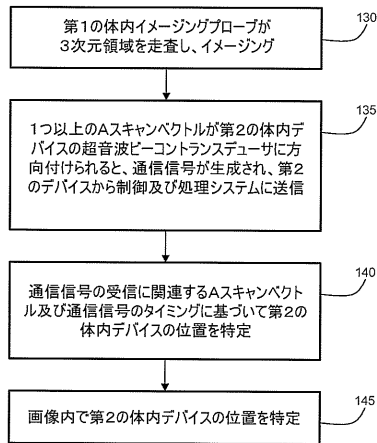 第1の体内イメージングプローブが
3次元領域を走査し、イメージング
130
1つ以上のAスキャンベクトルが第2の体内デ
バイスの超音波ビーコントランスデューサに方
向付けられると、通信信号が生成され、第2
のデバイスから制御及び処理システムに送信
135
通信信号の受信に関連するAスキャンベクト
ル及び通信信号のタイミングに基づいて第2の
体内デバイスの位置を特定
140
画像内で第2の体内デバイスの位置を特定
145